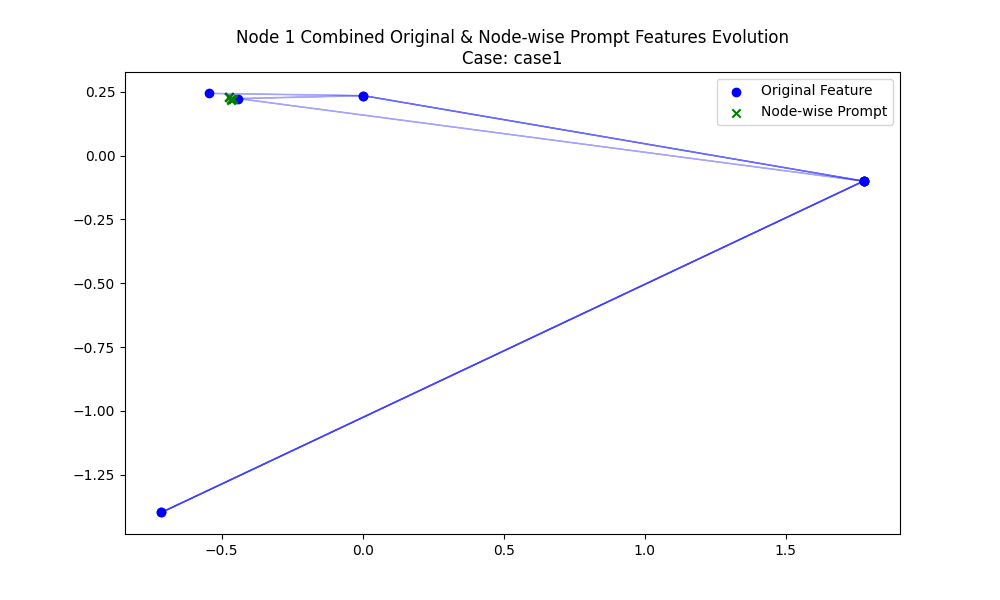 Node 1 Combined Original & Node-wise Prompt Features Evolution
Case: case1
Original Feature
Node-wise Prompt
0.25
0.00
−0.25
−0.50
−0.75
−1.00
−1.25
−0.5 0.0 0.5 1.0 1.5